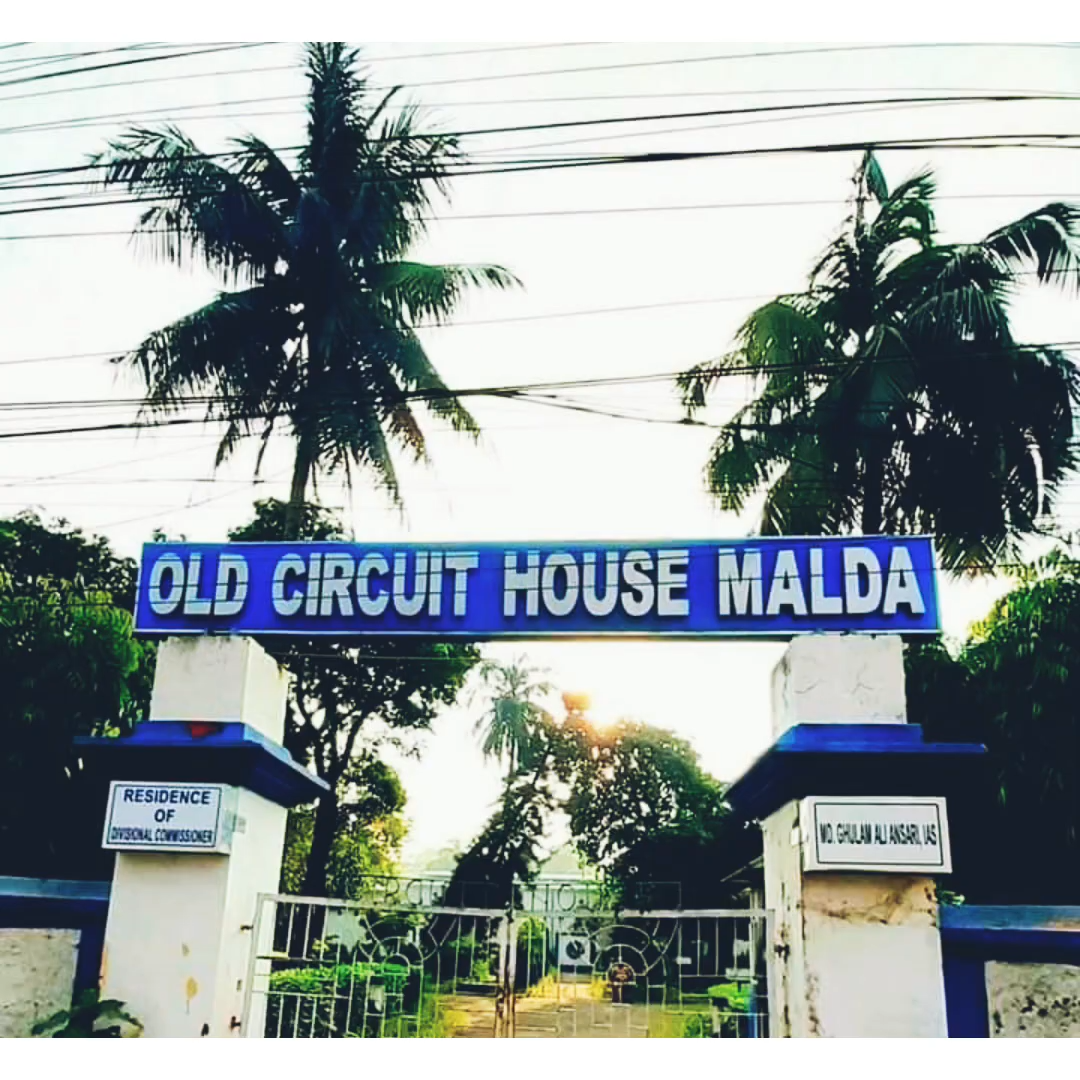 OLD CIRCUIT HOUSE MALDA
RESIDENCE
OF
DIVISIONAL COMMISSIONER
MD. GHULAM ALI ANSARI, IAS